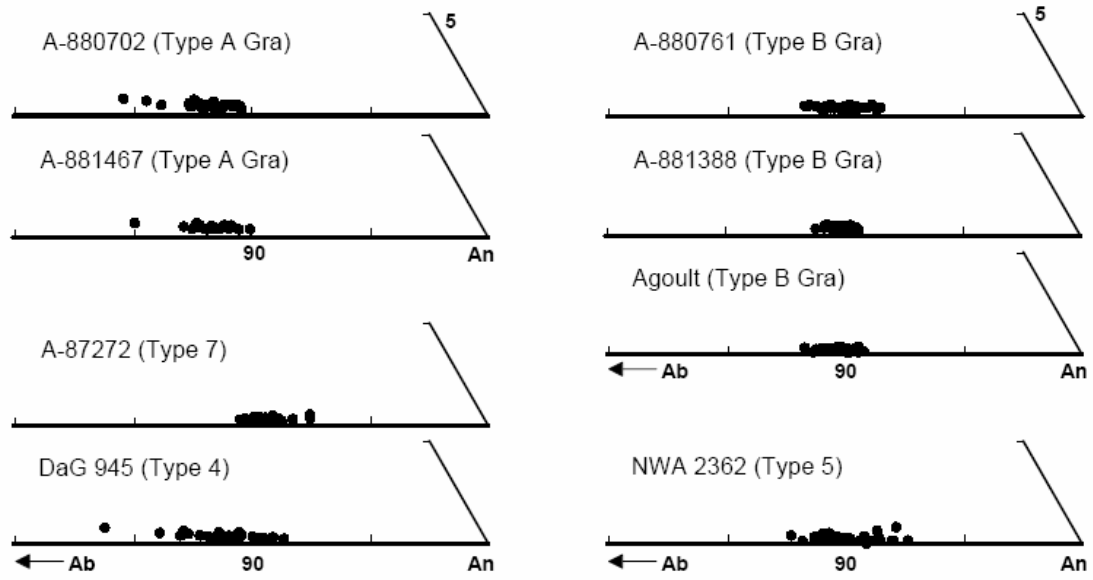 5
A-880702 (Type A Gra)
A-881467 (Type A Gra)
90 An
A-87272 (Type 7)
DaG 945 (Type 4)
Ab 90 An
5
A-880761 (Type B Gra)
A-881388 (Type B Gra)
Agoult (Type B Gra)
Ab 90 An
NWA 2362 (Type 5)
Ab 90 An